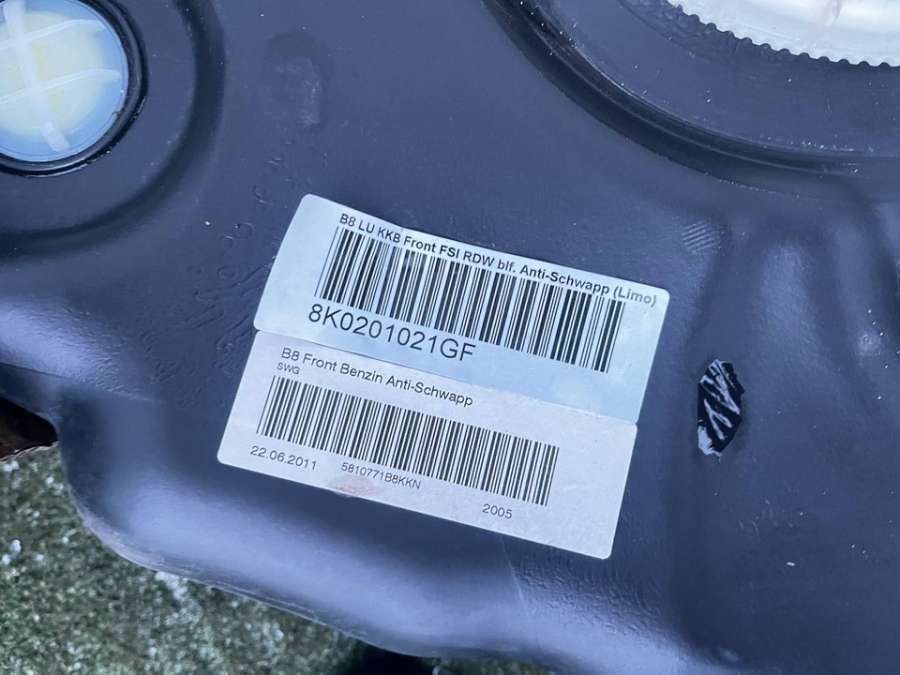 B8 LU KKB Front FSI RDW blf. Anti-Schwapp (Limo)
8K0201021GF
B8 Front Benzin Anti-Schwapp
SWG
22.06.2011 5810771B8KKN
2005